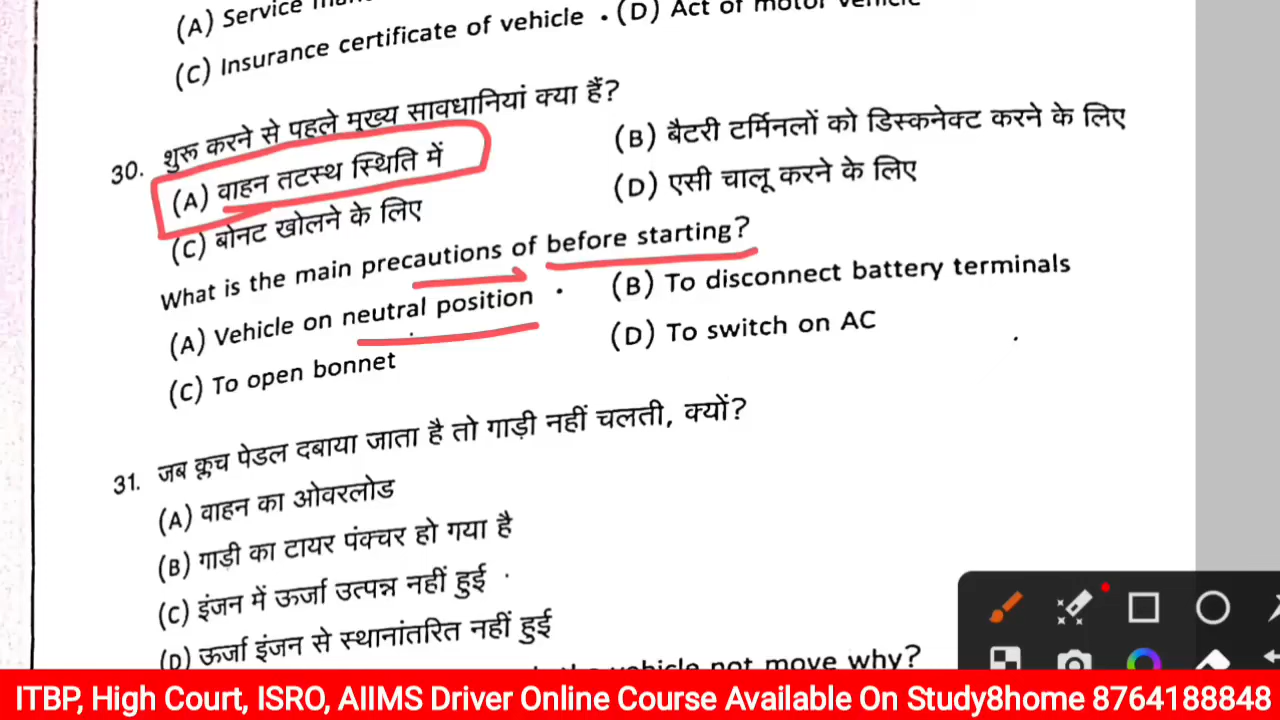 (A) Service
(C) Insurance certificate of vehicle . (D) Act of motor vehicle
30. शुरू करने से पहले मुख्य सावधानियां क्या हैं?
(A) वाहन तटस्थ स्थिति में (B) बैटरी टर्मिनलों को डिस्कनेक्ट करने के लिए
(C) बोनट खोलने के लिए (D) एसी चालू करने के लिए
What is the main precautions of before starting?
(A) Vehicle on neutral position (B) To disconnect battery terminals
(C) To open bonnet (D) To switch on AC
31. जब क्लच पेडल दबाया जाता है तो गाड़ी नहीं चलती, क्यों?
(A) वाहन का ओवरलोड
(B) गाड़ी का टायर पंक्चर हो गया है
(C) इंजन में ऊर्जा उत्पन्न नहीं हुई
(D) ऊर्जा इंजन से स्थानांतरित नहीं हुई
the vehicle not move why?
ITBP, High Court, ISRO, AIIMS Driver Online Course Available On Study8home 8764188848